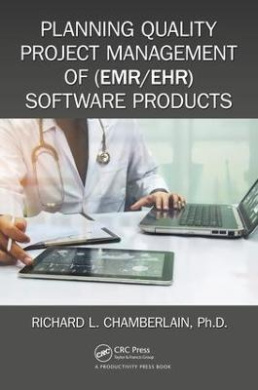 PLANNING QUALITY
PROJECT MANAGEMENT
OF (EMR/EHR)
SOFTWARE PRODUCTS
RICHARD L. CHAMBERLAIN, Ph.D.
CRC Press
Taylor & Francis Group
A PRODUCTIVITY PRESS BOOK